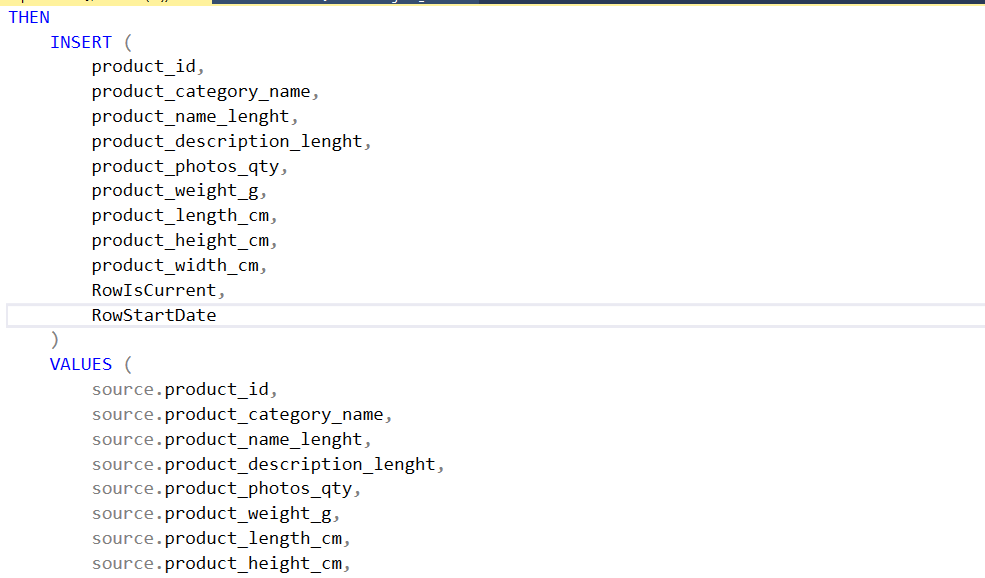 THEN
INSERT (
product_id,
product_category_name,
product_name_lenght,
product_description_lenght,
product_photos_qty,
product_weight_g,
product_length_cm,
product_height_cm,
product_width_cm,
RowIsCurrent,
RowStartDate
)
VALUES (
source.product_id,
source.product_category_name,
source.product_name_lenght,
source.product_description_lenght,
source.product_photos_qty,
source.product_weight_g,
source.product_length_cm,
source.product_height_cm,